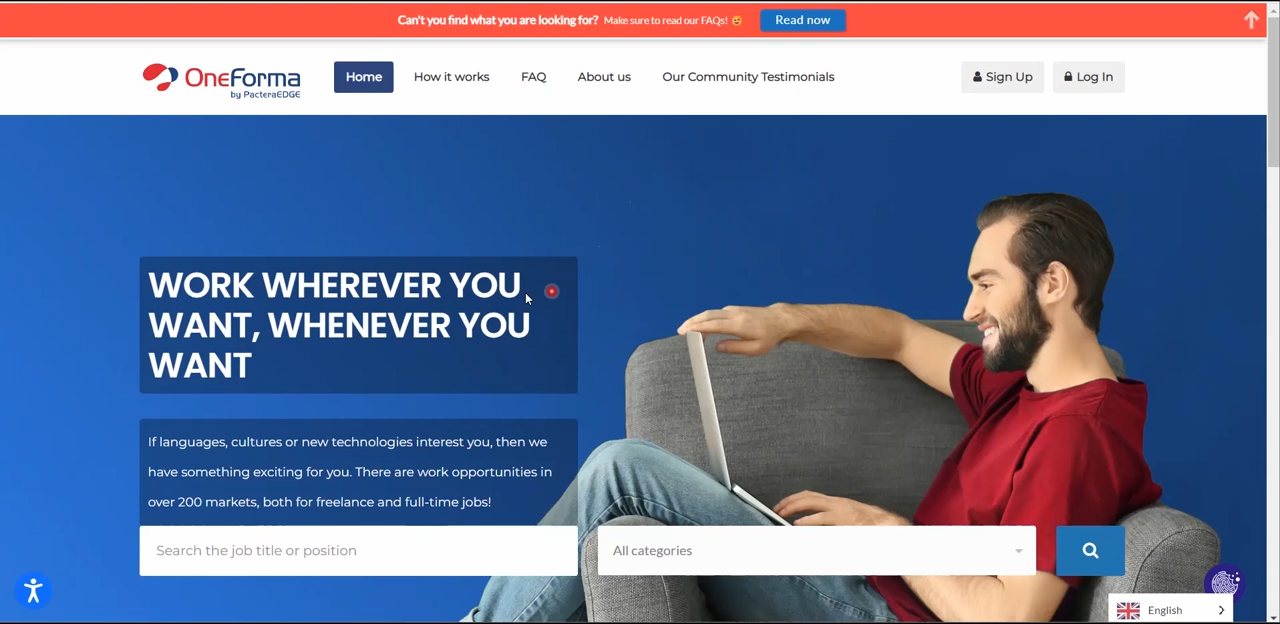 Can't you find what you are looking for? Make sure to read our FAQs! 😉 Read now
OneForma
by PacteraEDGE
Home How it works FAQ About us Our Community Testimonials Sign Up Log In
WORK WHEREVER YOU
WANT, WHENEVER YOU
WANT
If languages, cultures or new technologies interest you, then we
have something exciting for you. There are work opportunities in
over 200 markets, both for freelance and full-time jobs!
Search the job title or position All categories
English